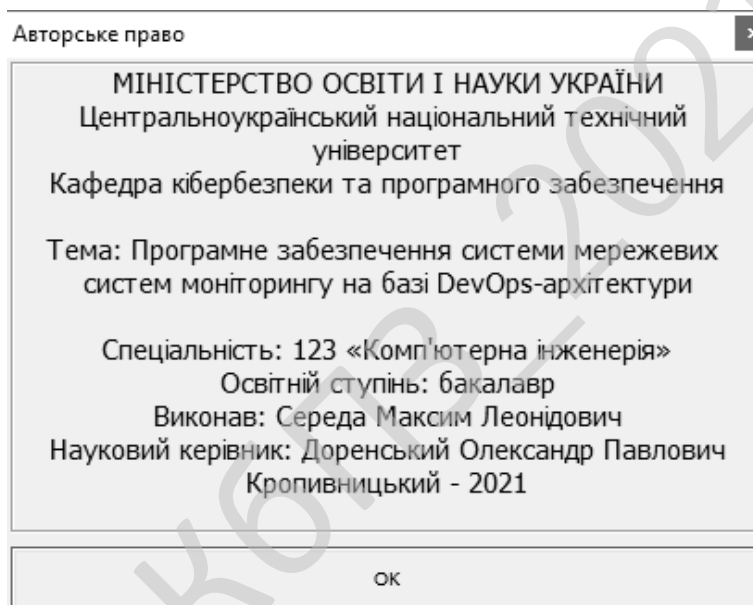 Авторське право
МІНІСТЕРСТВО ОСВІТИ І НАУКИ УКРАЇНИ
Центральноукраїнський національний технічний
університет
Кафедра кібербезпеки та програмного забезпечення
Тема: Програмне забезпечення системи мережевих
систем моніторингу на базі DevOps-архітектури
Спеціальність: 123 «Комп'ютерна інженерія»
Освітній ступінь: бакалавр
Виконав: Середа Максим Леонідович
Науковий керівник: Доренський Олександр Павлович
Кропивницький - 2021
ОК